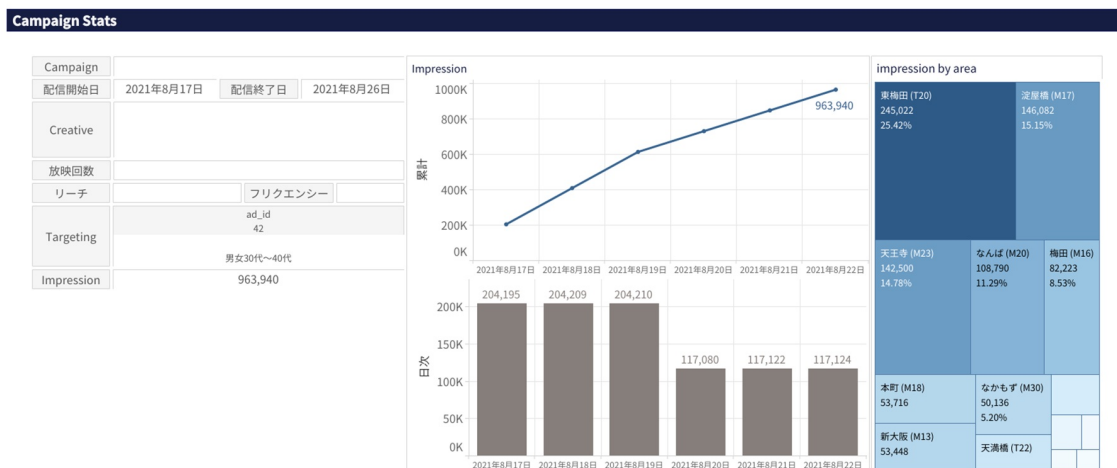 Campaign Stats
Campaign
配信開始日 2021年8月17日 配信終了日 2021年8月26日
Creative
放映回数
リーチ フリクエンシー
Targeting
ad_id
42
男女30代～40代
Impression 963,940
Impression
1000K
800K
600K
400K
200K
0K
累計
963,940
2021年8月17日 2021年8月18日 2021年8月19日 2021年8月20日 2021年8月21日 2021年8月22日
200K
150K
100K
50K
0K
日次
204,195 204,209 204,210 117,080 117,122 117,124
2021年8月17日 2021年8月18日 2021年8月19日 2021年8月20日 2021年8月21日 2021年8月22日
impression by area
東梅田 (T20)
245,022
25.42%
淀屋橋 (M17)
146,082
15.15%
天王寺 (M23)
142,500
14.78%
なんば (M20)
108,790
11.29%
梅田 (M16)
82,223
8.53%
本町 (M18)
53,716
なかもず (M30)
50,136
5.20%
新大阪 (M13)
53,448
天満橋 (T22)